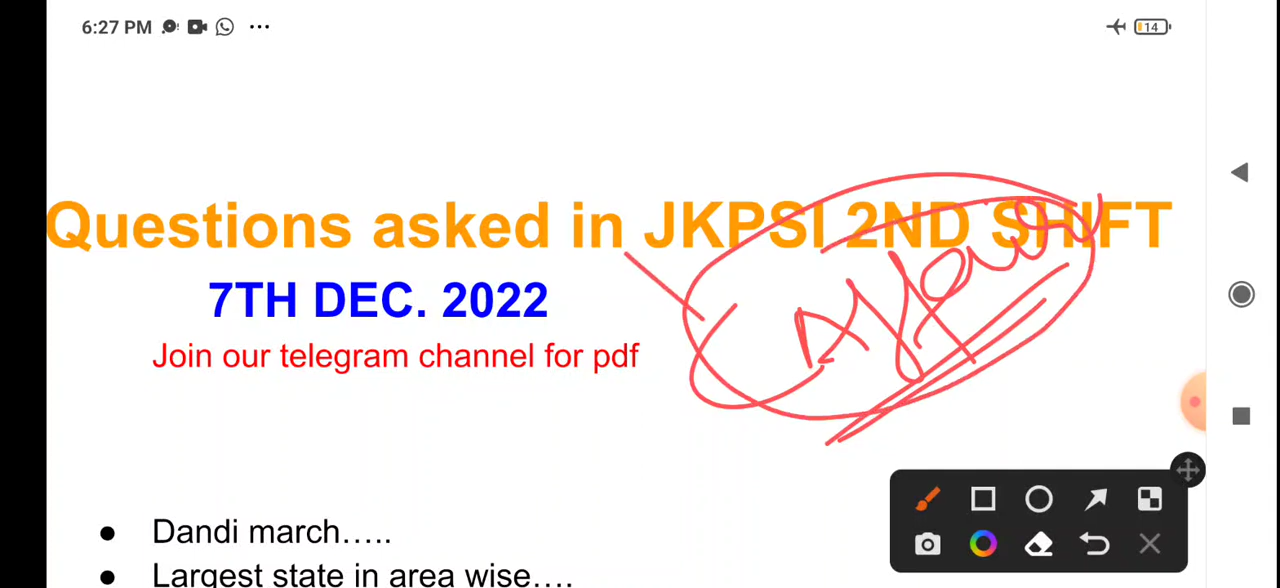 6:27 PM
14
Questions asked in JKPSI 2ND SHIFT
7TH DEC. 2022
Join our telegram channel for pdf
● Dandi march.....
● Largest state in area wise....